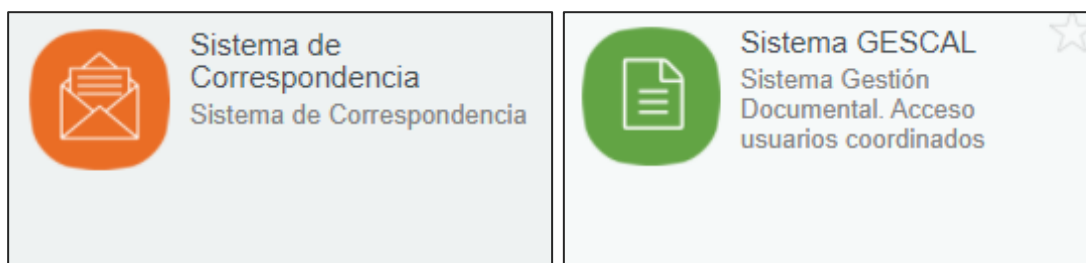 Sistema de
Correspondencia
Sistema de Correspondencia
Sistema GESCAL
Sistema Gestión
Documental. Acceso
usuarios coordinados